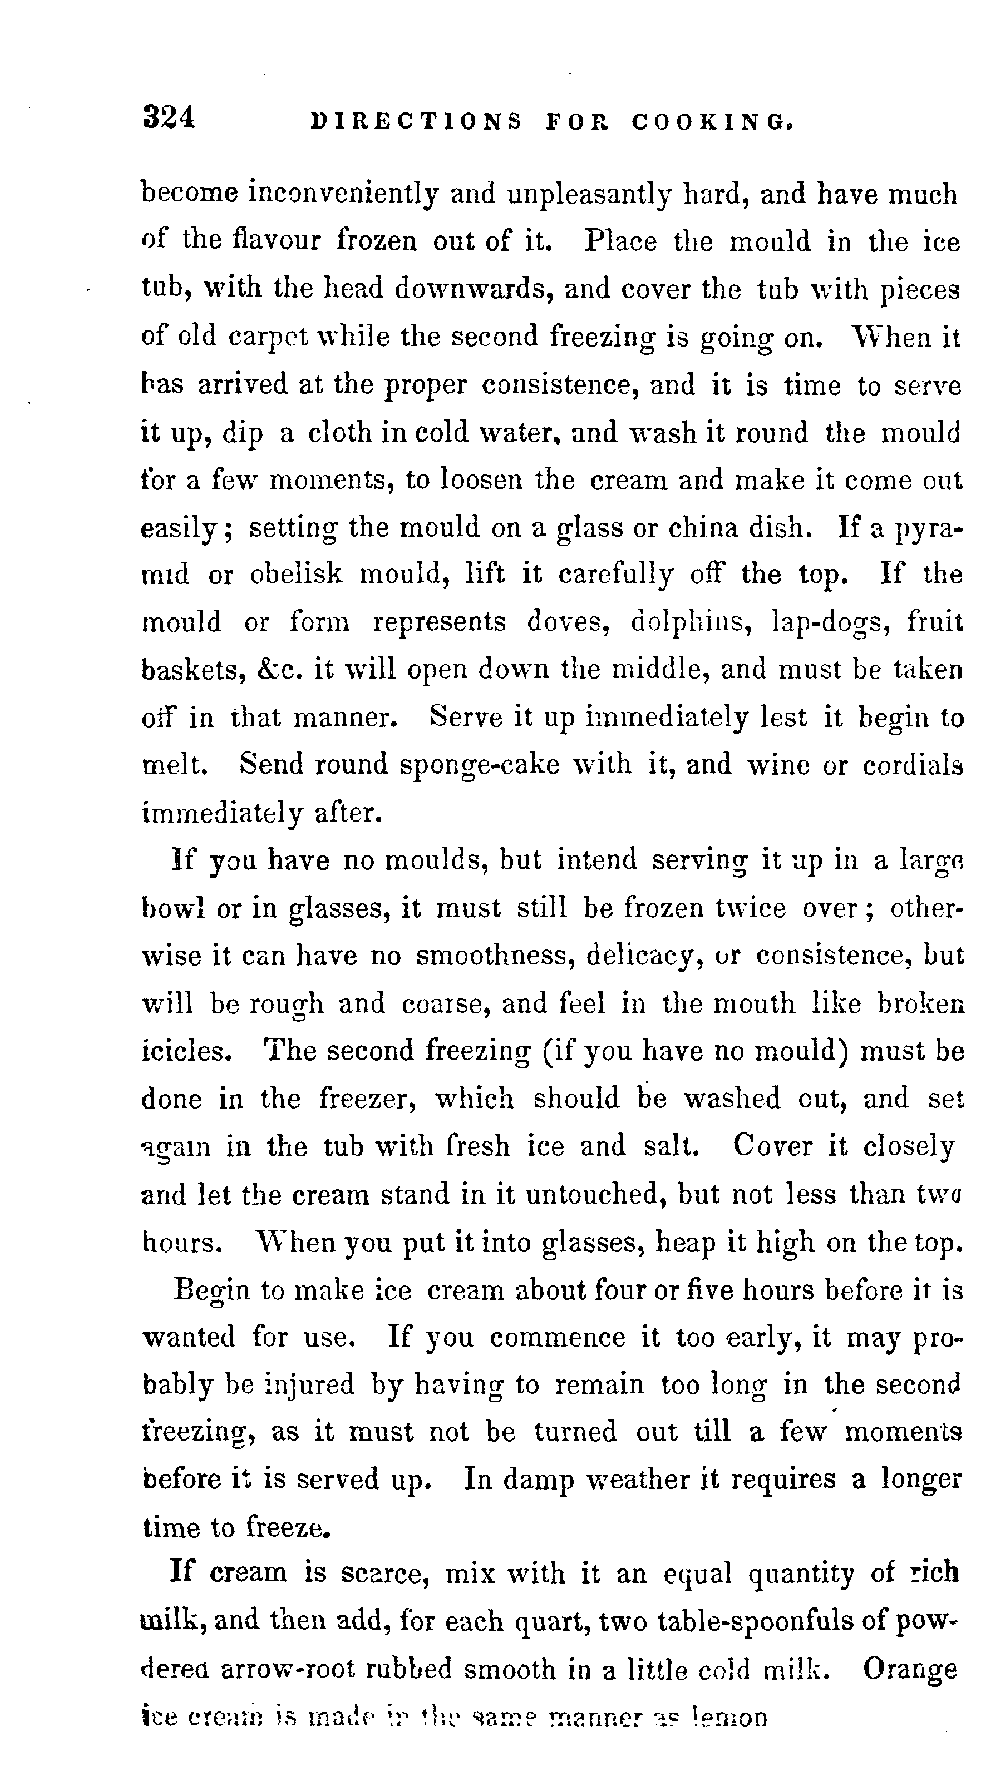 324 DIRECTIONS FOR COOKING.
become inconveniently and unpleasantly hard, and have much
of the flavour frozen out of it. Place the mould in the ice
tub, with the head downwards, and cover the tub with pieces
of old carpet while the second freezing is going on. When it
has arrived at the proper consistence, and it is time to serve
it up, dip a cloth in cold water, and wash it round the mould
for a few moments, to loosen the cream and make it come out
easily; setting the mould on a glass or china dish. If a pyra-
mid or obelisk mould, lift it carefully off the top. If the
mould or form represents doves, dolphins, lap-dogs, fruit
baskets, &c. it will open down the middle, and must be taken
off in that manner. Serve it up immediately lest it begin to
melt. Send round sponge-cake with it, and wine or cordials
immediately after.
If you have no moulds, but intend serving it up in a large
bowl or in glasses, it must still be frozen twice over; other-
wise it can have no smoothness, delicacy, or consistence, but
will be rough and coarse, and feel in the mouth like broken
icicles. The second freezing (if you have no mould) must be
done in the freezer, which should be washed out, and set
again in the tub with fresh ice and salt. Cover it closely
and let the cream stand in it untouched, but not less than two
hours. When you put it into glasses, heap it high on the top.
Begin to make ice cream about four or five hours before it is
wanted for use. If you commence it too early, it may pro-
bably be injured by having to remain too long in the second
freezing, as it must not be turned out till a few moments
before it is served up. In damp weather it requires a longer
time to freeze.
If cream is scarce, mix with it an equal quantity of rich
milk, and then add, for each quart, two table-spoonfuls of pow-
dered arrow-root rubbed smooth in a little cold milk. Orange
ice cream is made in the same manner as lemon